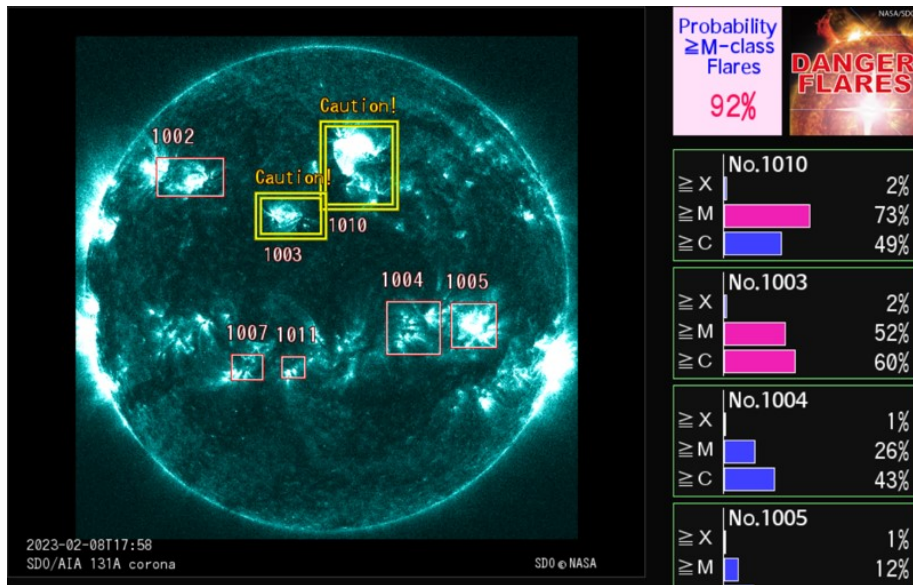 Caution!
1002
Caution!
1010
1003
1004 1005
1007 1011
2023-02-08T17:58
SDO/AIA 131A corona
SDO©NASA
Probability
≧M-class
Flares
92%
NASA/SDO
DANGER
FLARES
No.1010
≧X 2%
≧M 73%
≧C 49%
No.1003
≧X 2%
≧M 52%
≧C 60%
No.1004
≧X 1%
≧M 26%
≧C 43%
No.1005
≧X 1%
≧M 12%